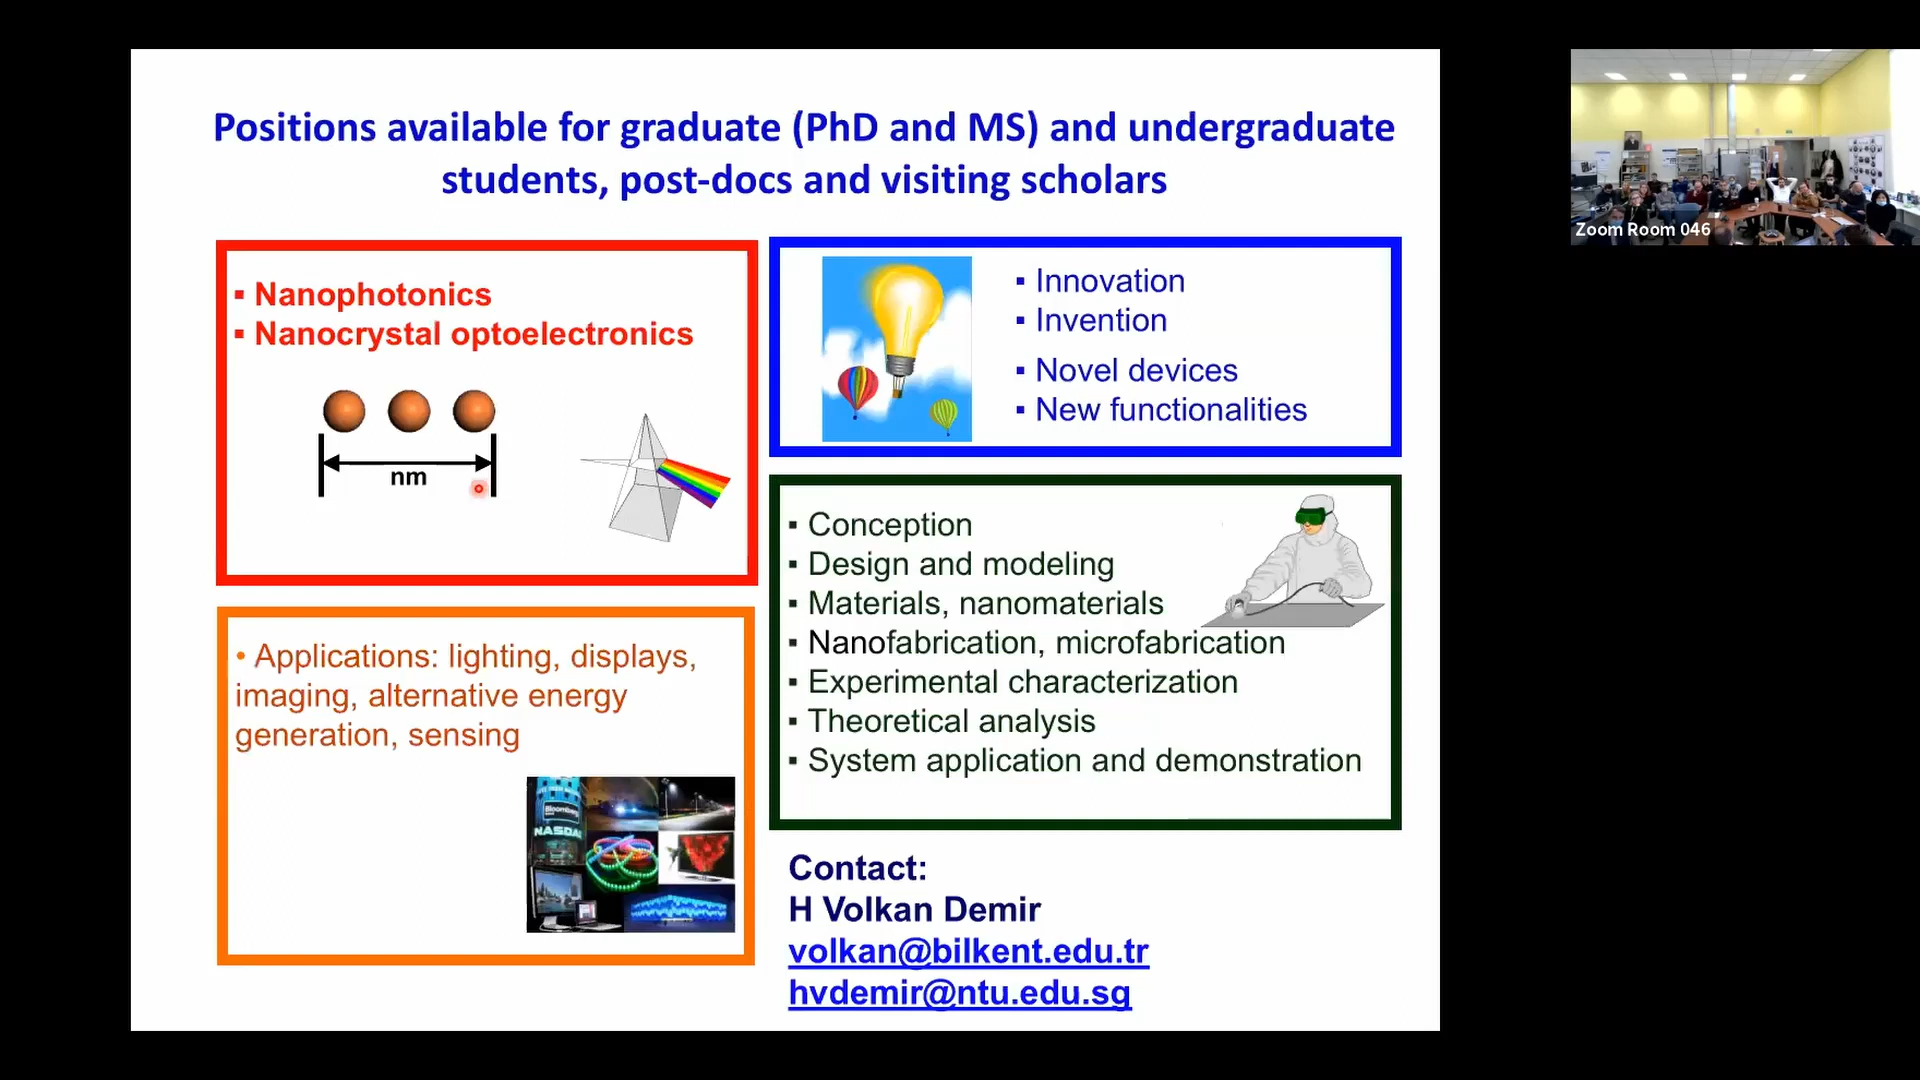 Positions available for graduate (PhD and MS) and undergraduate
students, post-docs and visiting scholars
▪ Nanophotonics
▪ Nanocrystal optoelectronics
nm
▪ Innovation
▪ Invention
▪ Novel devices
▪ New functionalities
▪ Conception
▪ Design and modeling
▪ Materials, nanomaterials
▪ Nanofabrication, microfabrication
▪ Experimental characterization
▪ Theoretical analysis
▪ System application and demonstration
• Applications: lighting, displays,
imaging, alternative energy
generation, sensing
Bloomberg
NASDA
Contact:
H Volkan Demir
volkan@bilkent.edu.tr
hvdemir@ntu.edu.sg
Zoom Room 046